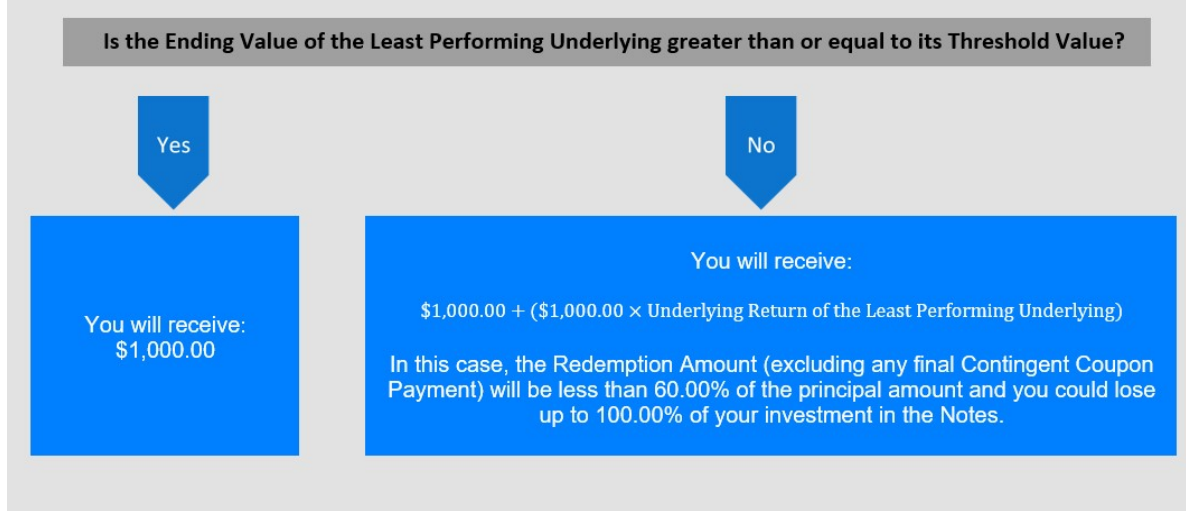 Is the Ending Value of the Least Performing Underlying greater than or equal to its Threshold Value?
Yes
No
You will receive:
$1,000.00
You will receive:
$1,000.00 + ($1,000.00 × Underlying Return of the Least Performing Underlying)
In this case, the Redemption Amount (excluding any final Contingent Coupon
Payment) will be less than 60.00% of the principal amount and you could lose
up to 100.00% of your investment in the Notes.